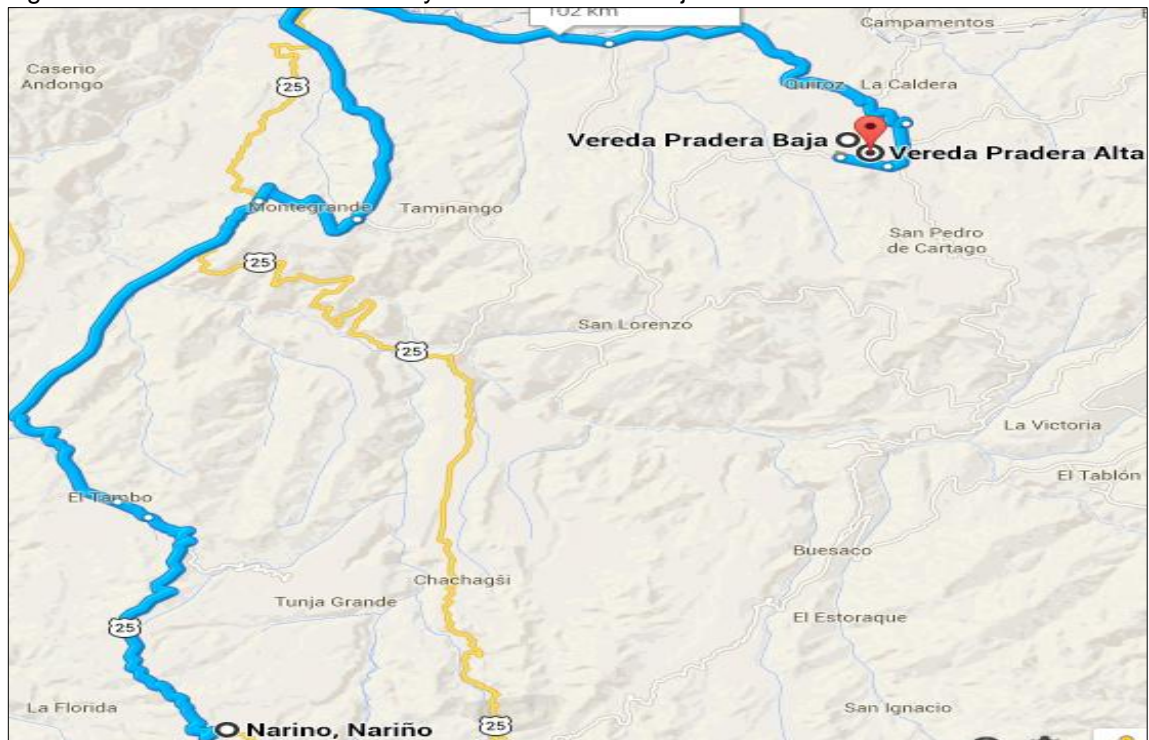 102 km
Campamentos
Caserio
Andongo
25
Quiroz
La Caldera
Vereda Pradera Baja
Vereda Pradera Alta
Montegrande
Taminango
San Pedro
de Cartago
25
San Lorenzo
25
La Victoria
El Tablón
El Tambo
Buesaco
Chachagši
Tunja Grande
El Estoraque
25
La Florida
San Ignacio
Narino, Nariño
25